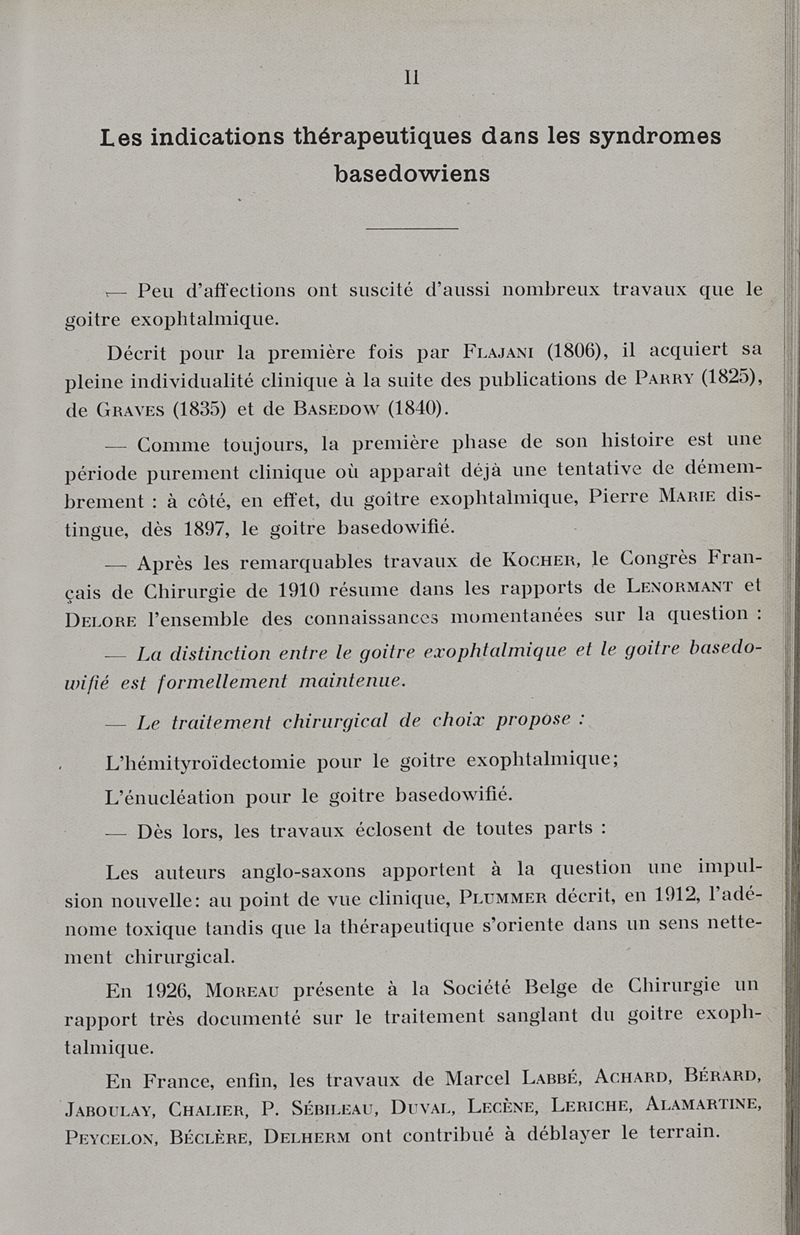 II
Les indications thérapeutiques dans les syndromes
basedowiens
— Peu d'affections ont suscité d'aussi nombreux travaux que le
goitre exophtalmique.
Décrit pour la première fois par FLAJANI (1806), il acquiert sa
pleine individualité clinique à la suite des publications de PARRY (1825),
de GRAVES (1835) et de BASEDOW (1840).
— Comme toujours, la première phase de son histoire est une
période purement clinique où apparaît déjà une tentative de démem-
brement : à côté, en effet, du goitre exophtalmique, Pierre MARIE dis-
tingue, dès 1897, le goitre basedowifié.
— Après les remarquables travaux de KOCHER, le Congrès Fran-
çais de Chirurgie de 1910 résume dans les rapports de LENORMANT et
DELORE l'ensemble des connaissances momentanées sur la question :
— La distinction entre le goitre exophtalmique et le goitre basedo-
wifié est formellement maintenue.
— Le traitement chirurgical de choix propose :
L'hémityroïdectomie pour le goitre exophtalmique;
L'énucléation pour le goitre basedowifié.
— Dès lors, les travaux éclosent de toutes parts :
Les auteurs anglo-saxons apportent à la question une impul-
sion nouvelle: au point de vue clinique, PLUMMER décrit, en 1912, l'adé-
nome toxique tandis que la thérapeutique s'oriente dans un sens nette-
ment chirurgical.
En 1926, MOREAU présente à la Société Belge de Chirurgie un
rapport très documenté sur le traitement sanglant du goitre exoph-
talmique.
En France, enfin, les travaux de Marcel LABBÉ, ACHARD, BÉRARD,
JABOULAY, CHALIER, P. SÉBILEAU, DUVAL, LECÈNE, LERICHE, ALAMARTINE,
PEYCELON, BÉCLÈRE, DELHERM ont contribué à déblayer le terrain.